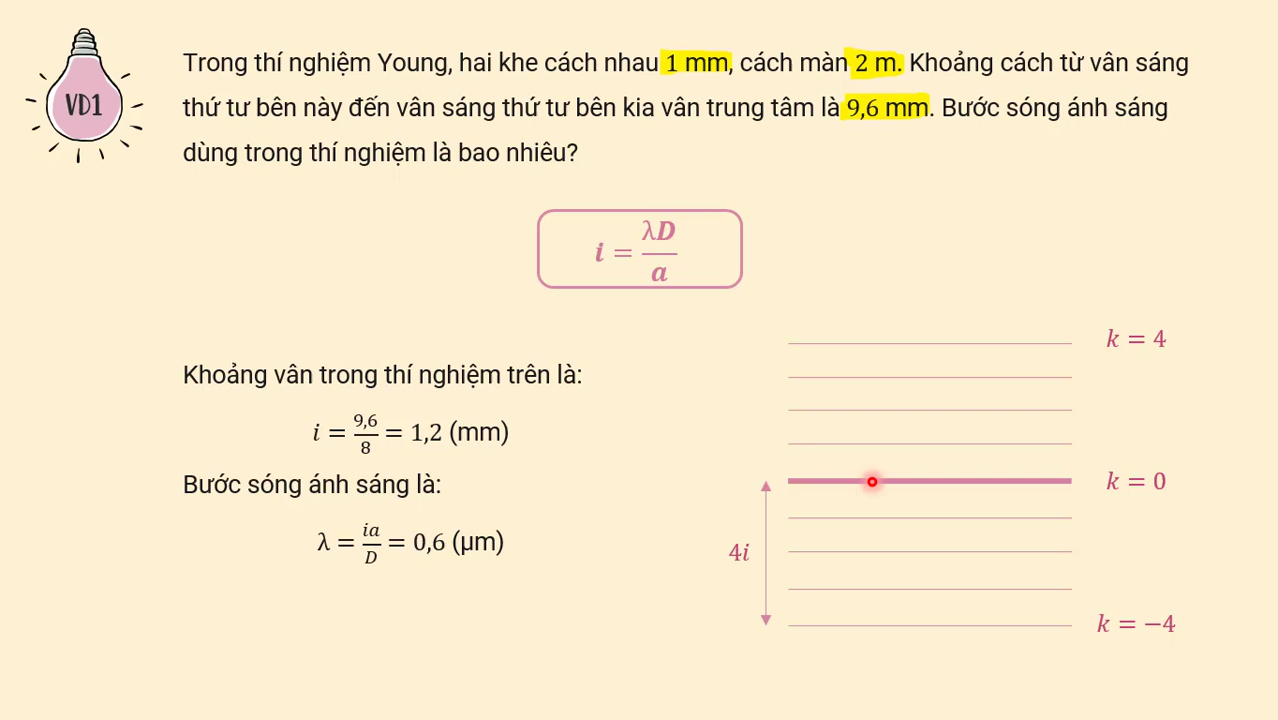 VD1
Trong thí nghiệm Young, hai khe cách nhau 1 mm, cách màn 2 m. Khoảng cách từ vân sáng
thứ tư bên này đến vân sáng thứ tư bên kia vân trung tâm là 9,6 mm. Bước sóng ánh sáng
dùng trong thí nghiệm là bao nhiêu?
i = λD/a
k = 4
Khoảng vân trong thí nghiệm trên là:
i = 9,6/8 = 1,2 (mm)
Bước sóng ánh sáng là:
k = 0
λ = ia/D = 0,6 (μm)
4i
k = −4